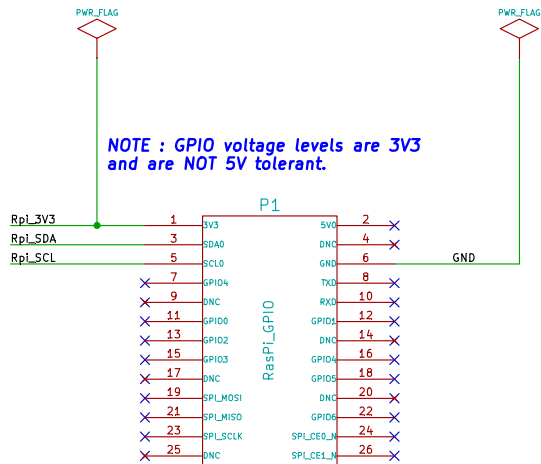 PWR_FLAG PWR_FLAG
NOTE : GPIO voltage levels are 3V3
and are NOT 5V tolerant.
P1
Rpi_3V3 1 3V3 5V0 2
Rpi_SDA 3 SDA0 DNC 4
Rpi_SCL 5 SCL0 GND 6 GND
7 GPIO4 TXD 8
9 DNC RXD 10
11 GPIO0 GPIO1 12
13 GPIO2 DNC 14
15 GPIO3 GPIO4 16
17 DNC GPIO5 18
19 SPI_MOSI DNC 20
21 SPI_MISO GPIO6 22
23 SPI_SCLK SPI_CE0_N 24
25 DNC SPI_CE1_N 26
RasPi_GPIO